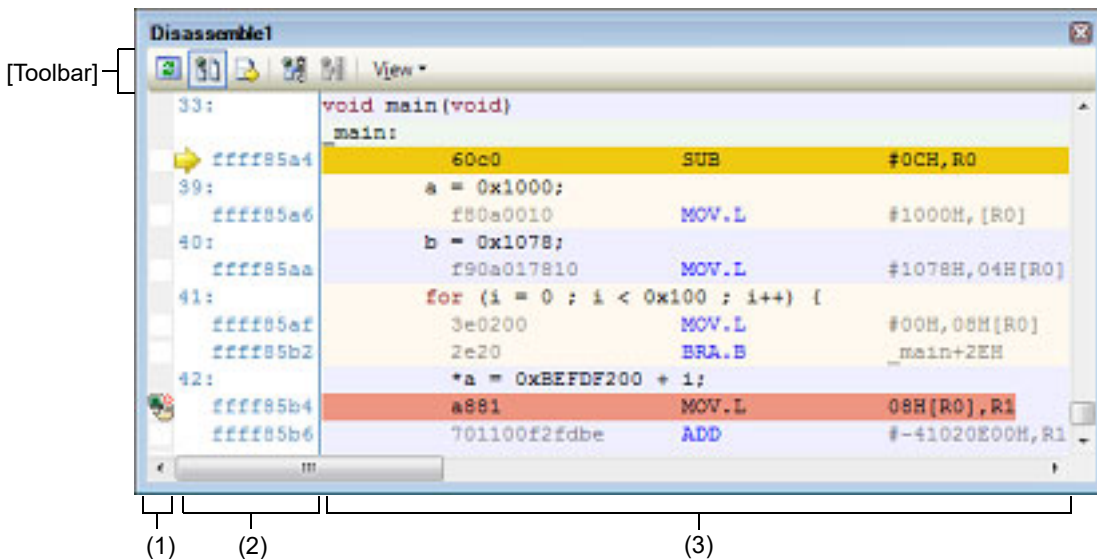 Disassemble1
[Toolbar]
View
33: void main(void)
_main:
ffff85a4 60c0 SUB #0CH,R0
39: a = 0x1000;
ffff85a6 f80a0010 MOV.L #1000H,[R0]
40: b = 0x1078;
ffff85aa f90a017810 MOV.L #1078H,04H[R0]
41: for (i = 0 ; i < 0x100 ; i++) {
ffff85af 3e0200 MOV.L #00H,08H[R0]
ffff85b2 2e20 BRA.B _main+2EH
42: *a = 0xBEFDF200 + i;
ffff85b4 a881 MOV.L 08H[R0],R1
ffff85b6 701100f2fdbe ADD #-41020E00H,R1
(1) (2) (3)